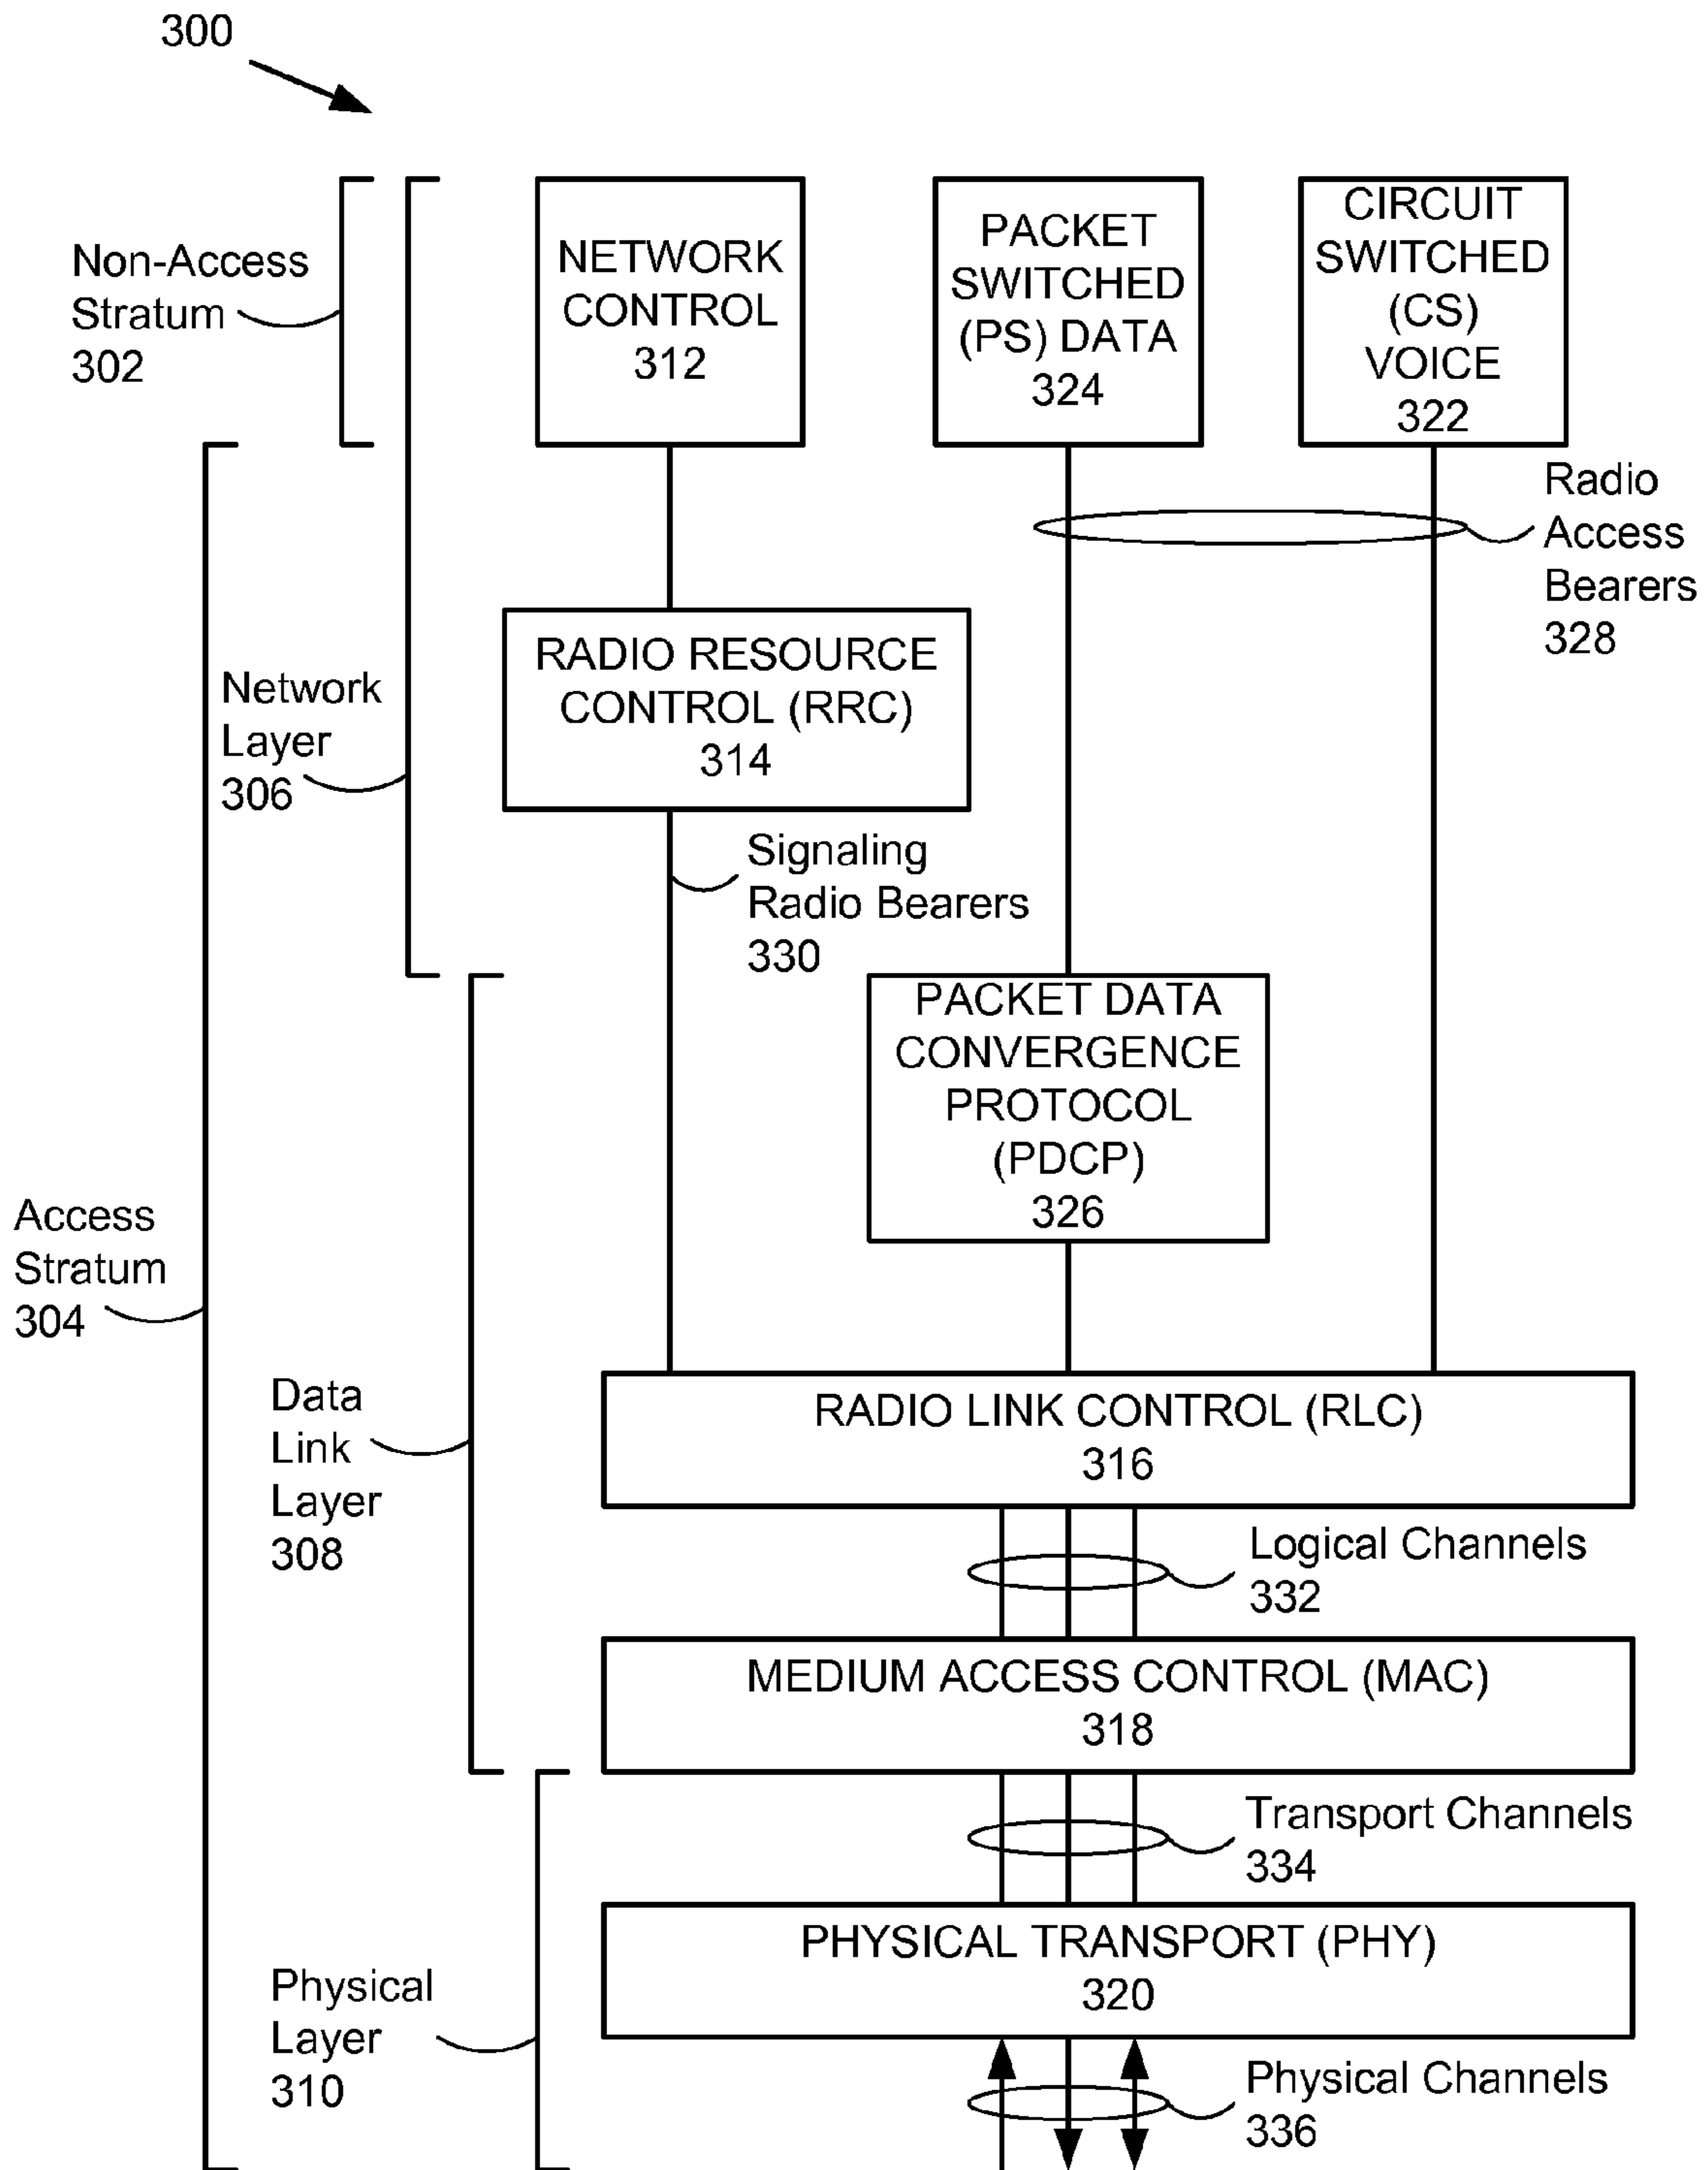 300
Non-Access
Stratum
302
NETWORK
CONTROL
312
PACKET
SWITCHED
(PS) DATA
324
CIRCUIT
SWITCHED
(CS)
VOICE
322
Radio
Access
Bearers
328
Network
Layer
306
RADIO RESOURCE
CONTROL (RRC)
314
Signaling
Radio Bearers
330
PACKET DATA
CONVERGENCE
PROTOCOL
(PDCP)
326
Access
Stratum
304
Data
Link
Layer
308
RADIO LINK CONTROL (RLC)
316
Logical Channels
332
MEDIUM ACCESS CONTROL (MAC)
318
Transport Channels
334
PHYSICAL TRANSPORT (PHY)
320
Physical
Layer
310
Physical Channels
336